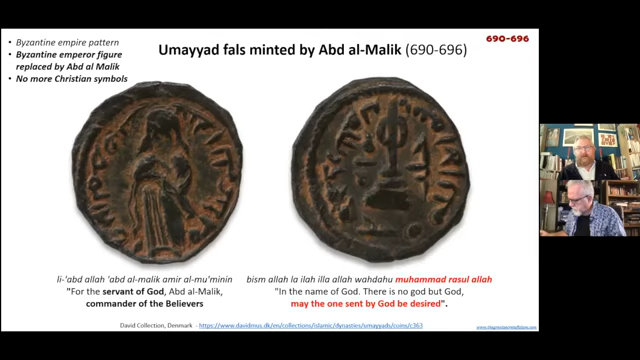 • Byzantine empire pattern
• Byzantine emperor figure
replaced by Abd al-Malik
• No more Christian symbols
Umayyad fals minted by Abd al-Malik (690-696)
690-696
li-'abd allah 'abd al-malik amir al-mu'minin
"For the servant of God, Abd al-Malik,
commander of the Believers
bism allah la ilah illa allah wahdahu muhammad rasul allah
"In the name of God. There is no god but God,
may the one sent by God be desired".
David Collection, Denmark - https://www.davidmus.dk/en/collections/islamic/dynasties/umayyads/coins/c363